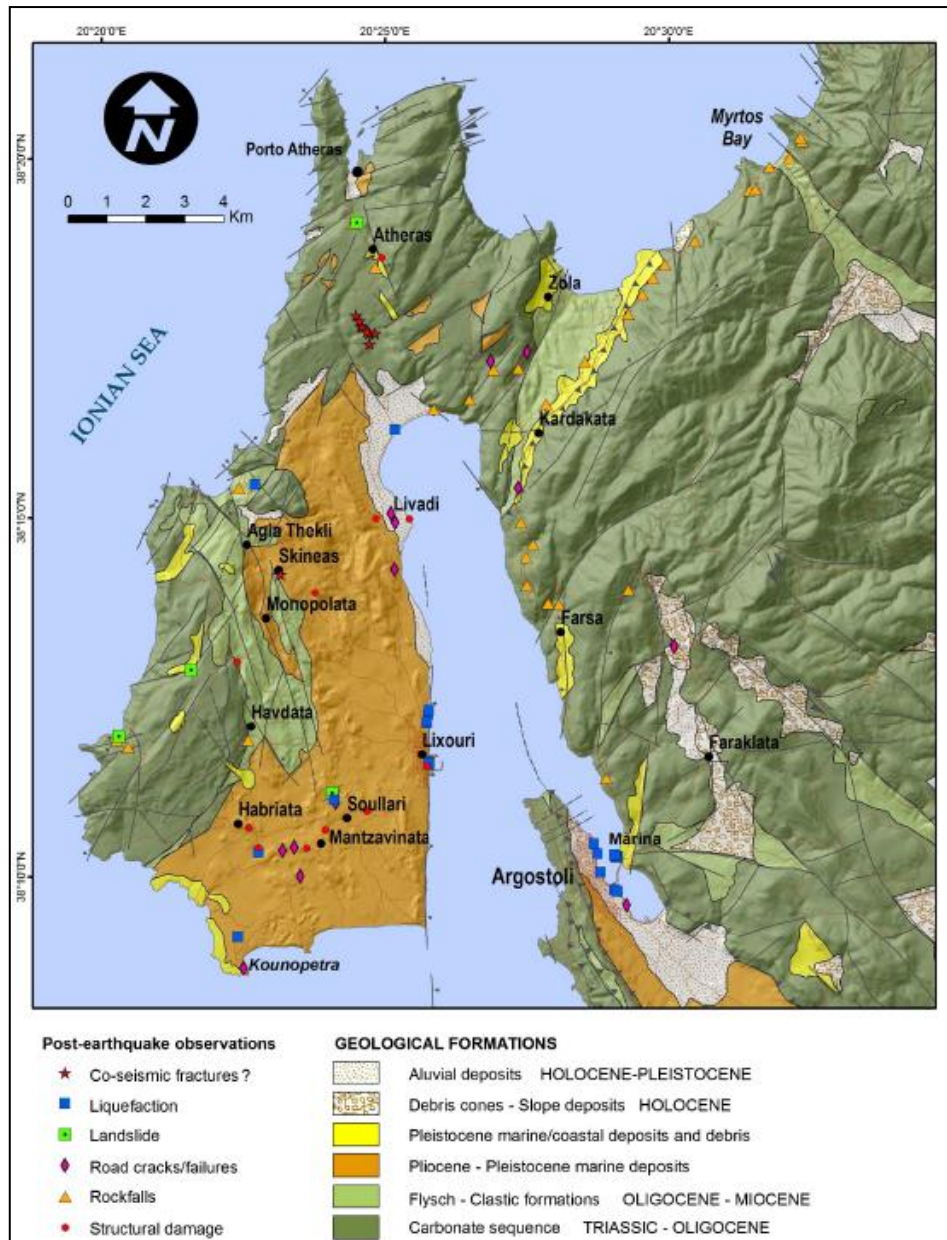 20°20'0"E 20°25'0"E 20°30'0"E
N
Myrtos
Bay
Porto Atheras
38°20'N
0 1 2 3 4
Km
Atheras
Zola
IONIAN SEA
Kardakata
Livadi
38°15'0"N
Agia Thekli
Skineas
Monopolata
Farsa
Havdata
Lixouri
Faraklata
Habriata
Soullari
Mantzavinata
Marina
Argostoli
38°10'N
Kounopetra
Post-earthquake observations
Co-seismic fractures ?
Liquefaction
Landslide
Road cracks/failures
Rockfalls
Structural damage
GEOLOGICAL FORMATIONS
Aluvial deposits HOLOCENE-PLEISTOCENE
Debris cones - Slope deposits HOLOCENE
Pleistocene marine/coastal deposits and debris
Pliocene - Pleistocene marine deposits
Flysch - Clastic formations OLIGOCENE - MIOCENE
Carbonate sequence TRIASSIC - OLIGOCENE